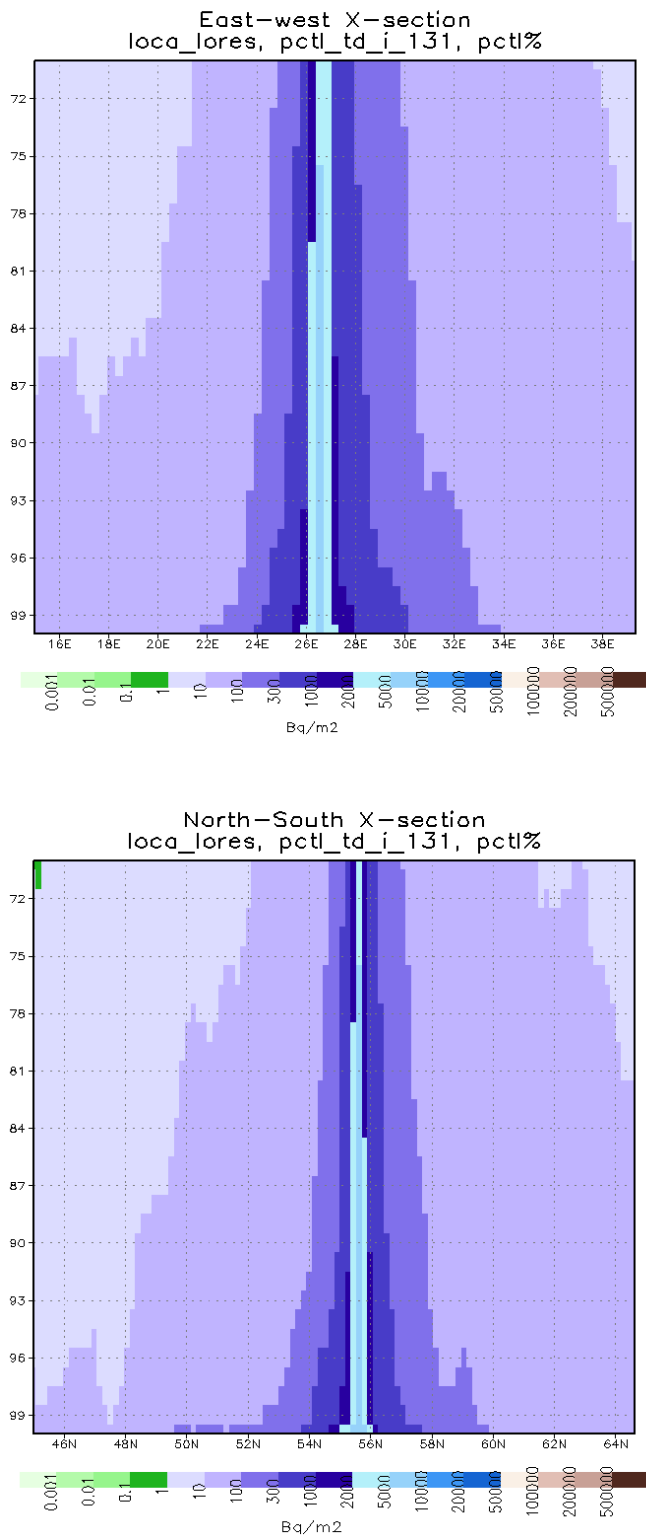 East-west X-section
loca_lores, pctl_td_i_131, pctl%
72
75
78
81
84
87
90
93
96
99
16E 18E 20E 22E 24E 26E 28E 30E 32E 34E 36E 38E
0.001 0.01 0.1 1 10 100 300 1000 2000 5000 10000 20000 50000 100000 200000 500000
Bq/m2
North-South X-section
loca_lores, pctl_td_i_131, pctl%
72
75
78
81
84
87
90
93
96
99
46N 48N 50N 52N 54N 56N 58N 60N 62N 64N
0.001 0.01 0.1 1 10 100 300 1000 2000 5000 10000 20000 50000 100000 200000 500000
Bq/m2